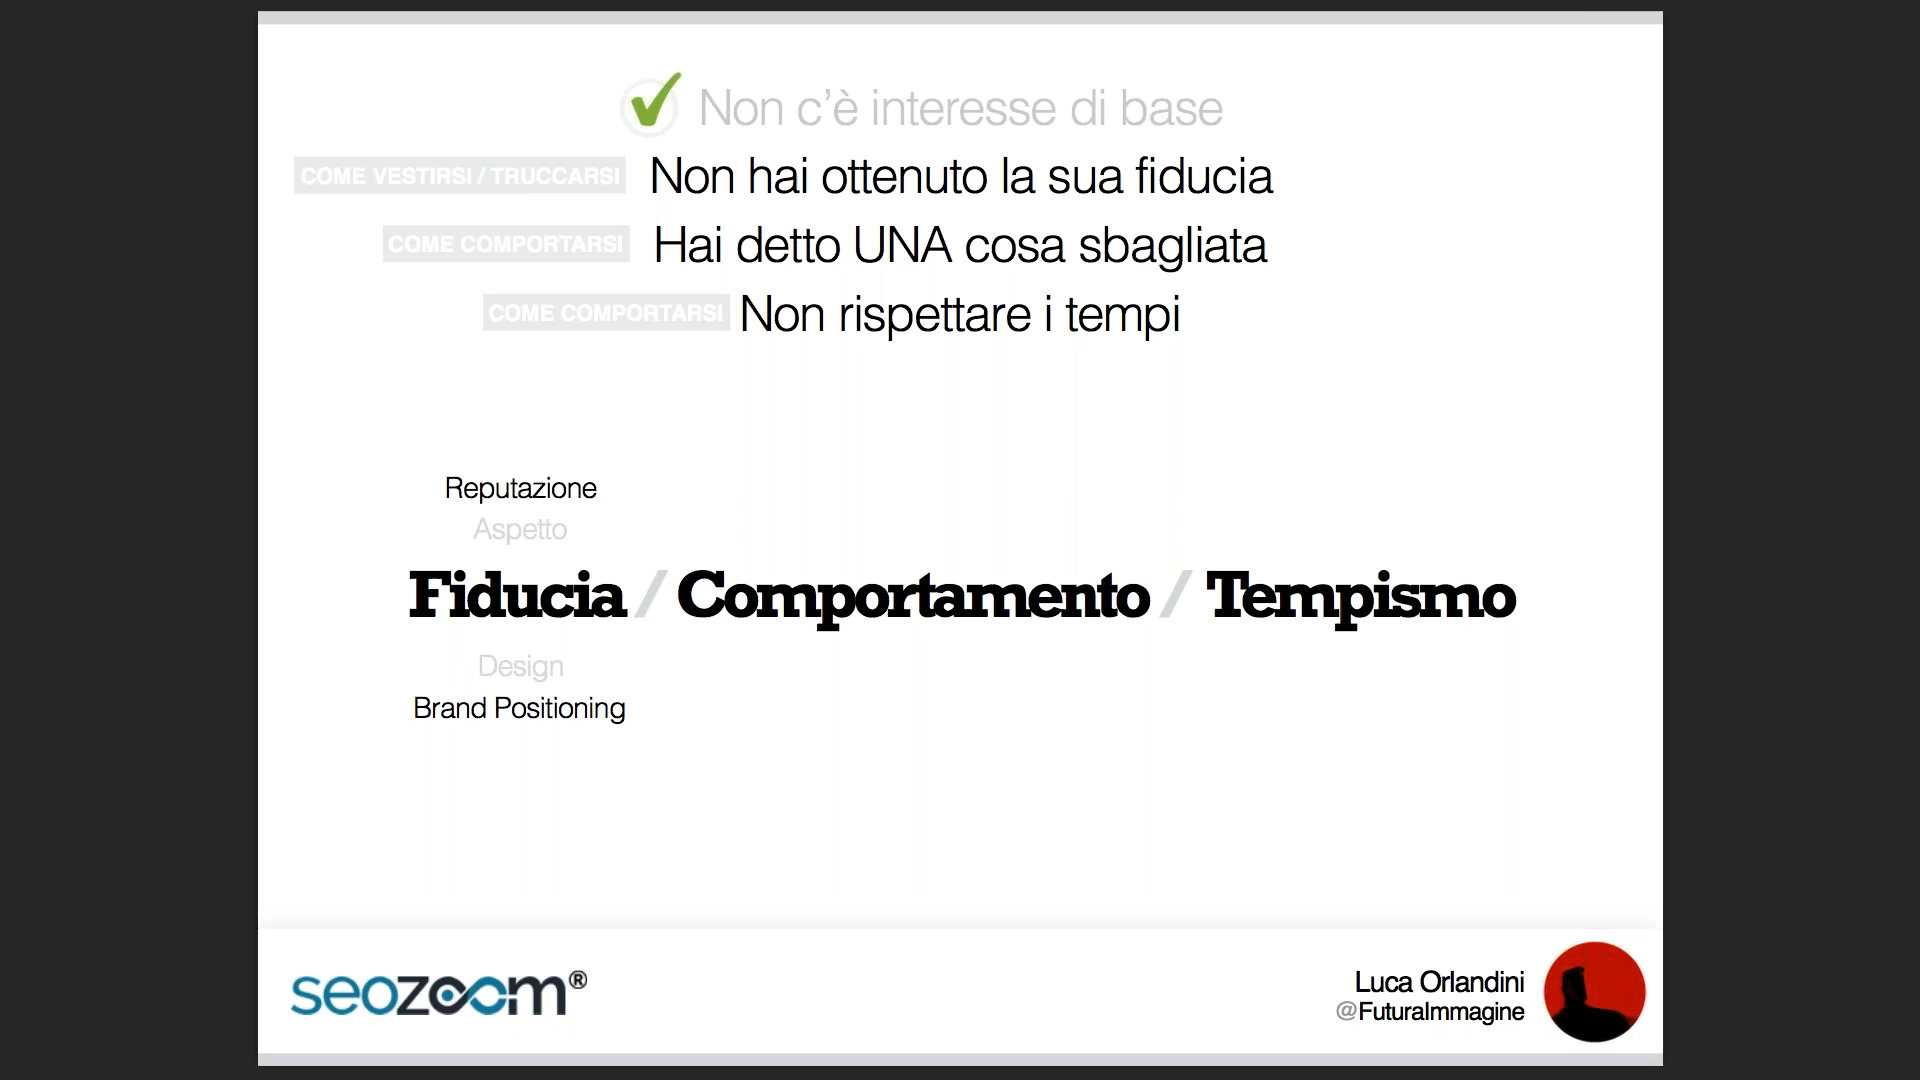 Non c’è interesse di base
COME VESTIRSI / TRUCCARSI Non hai ottenuto la sua fiducia
COME COMPORTARSI Hai detto UNA cosa sbagliata
COME COMPORTARSI Non rispettare i tempi
Reputazione
Aspetto
Fiducia / Comportamento / Tempismo
Design
Brand Positioning
seozoom®
Luca Orlandini
@FuturaImmagine